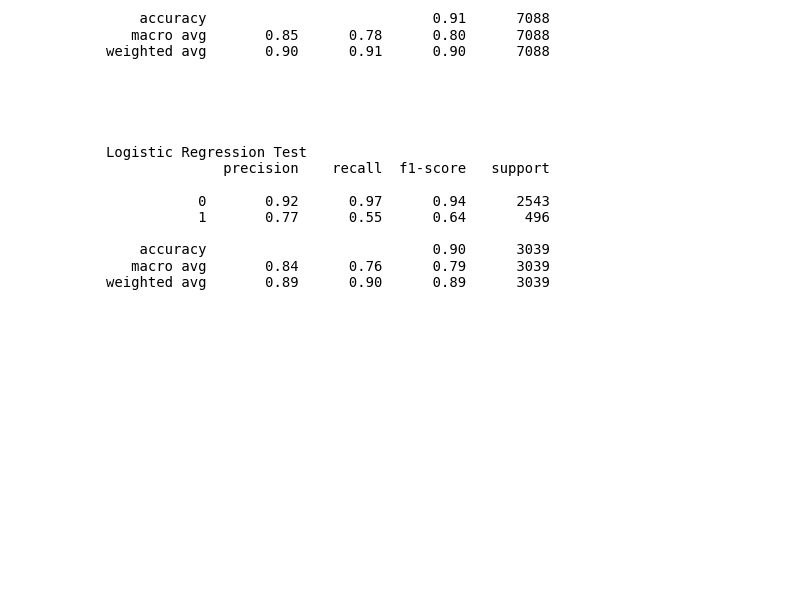 accuracy                           0.91      7088
macro avg       0.85      0.78      0.80      7088
weighted avg       0.90      0.91      0.90      7088
Logistic Regression Test
precision    recall  f1-score   support
0       0.92      0.97      0.94      2543
1       0.77      0.55      0.64       496
accuracy                           0.90      3039
macro avg       0.84      0.76      0.79      3039
weighted avg       0.89      0.90      0.89      3039